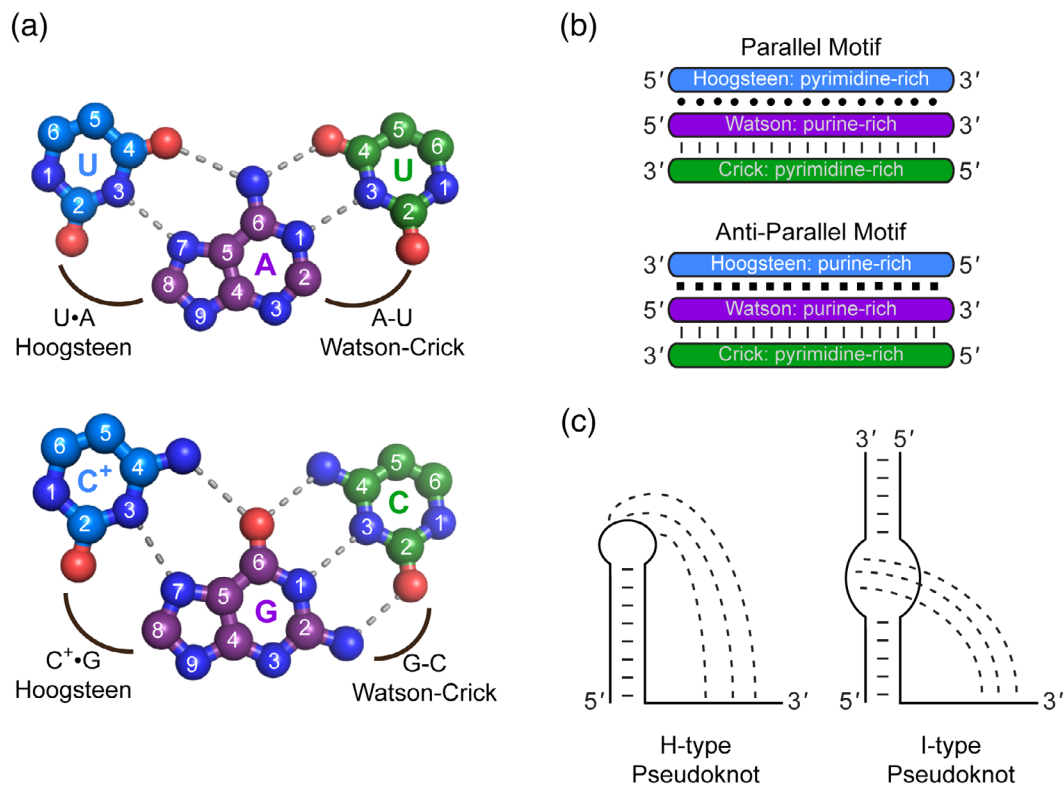 (a)
U
6
5
4
1
3
2
U
5
4
6
3
1
2
A
6
7
5
1
8
4
2
9
3
U•A
Hoogsteen
A-U
Watson-Crick
C⁺
5
6
4
1
3
2
C
5
4
6
3
1
2
G
6
7
5
1
8
4
2
9
3
C⁺•G
Hoogsteen
G-C
Watson-Crick
(b)
Parallel Motif
5′ Hoogsteen: pyrimidine-rich 3′
5′ Watson: purine-rich 3′
3′ Crick: pyrimidine-rich 5′
Anti-Parallel Motif
3′ Hoogsteen: purine-rich 5′
5′ Watson: purine-rich 3′
3′ Crick: pyrimidine-rich 5′
(c)
5′ 3′
H-type
Pseudoknot
3′ 5′
5′ 3′
I-type
Pseudoknot